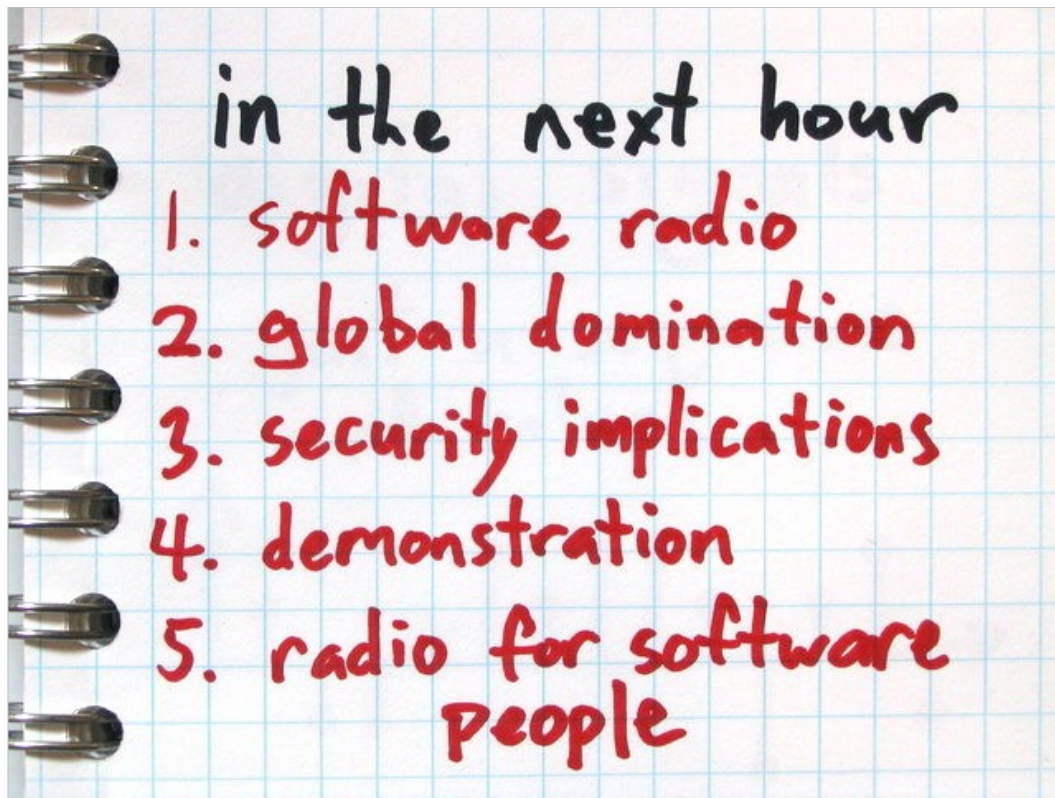 in the next hour
1. software radio
2. global domination
3. security implications
4. demonstration
5. radio for software
people